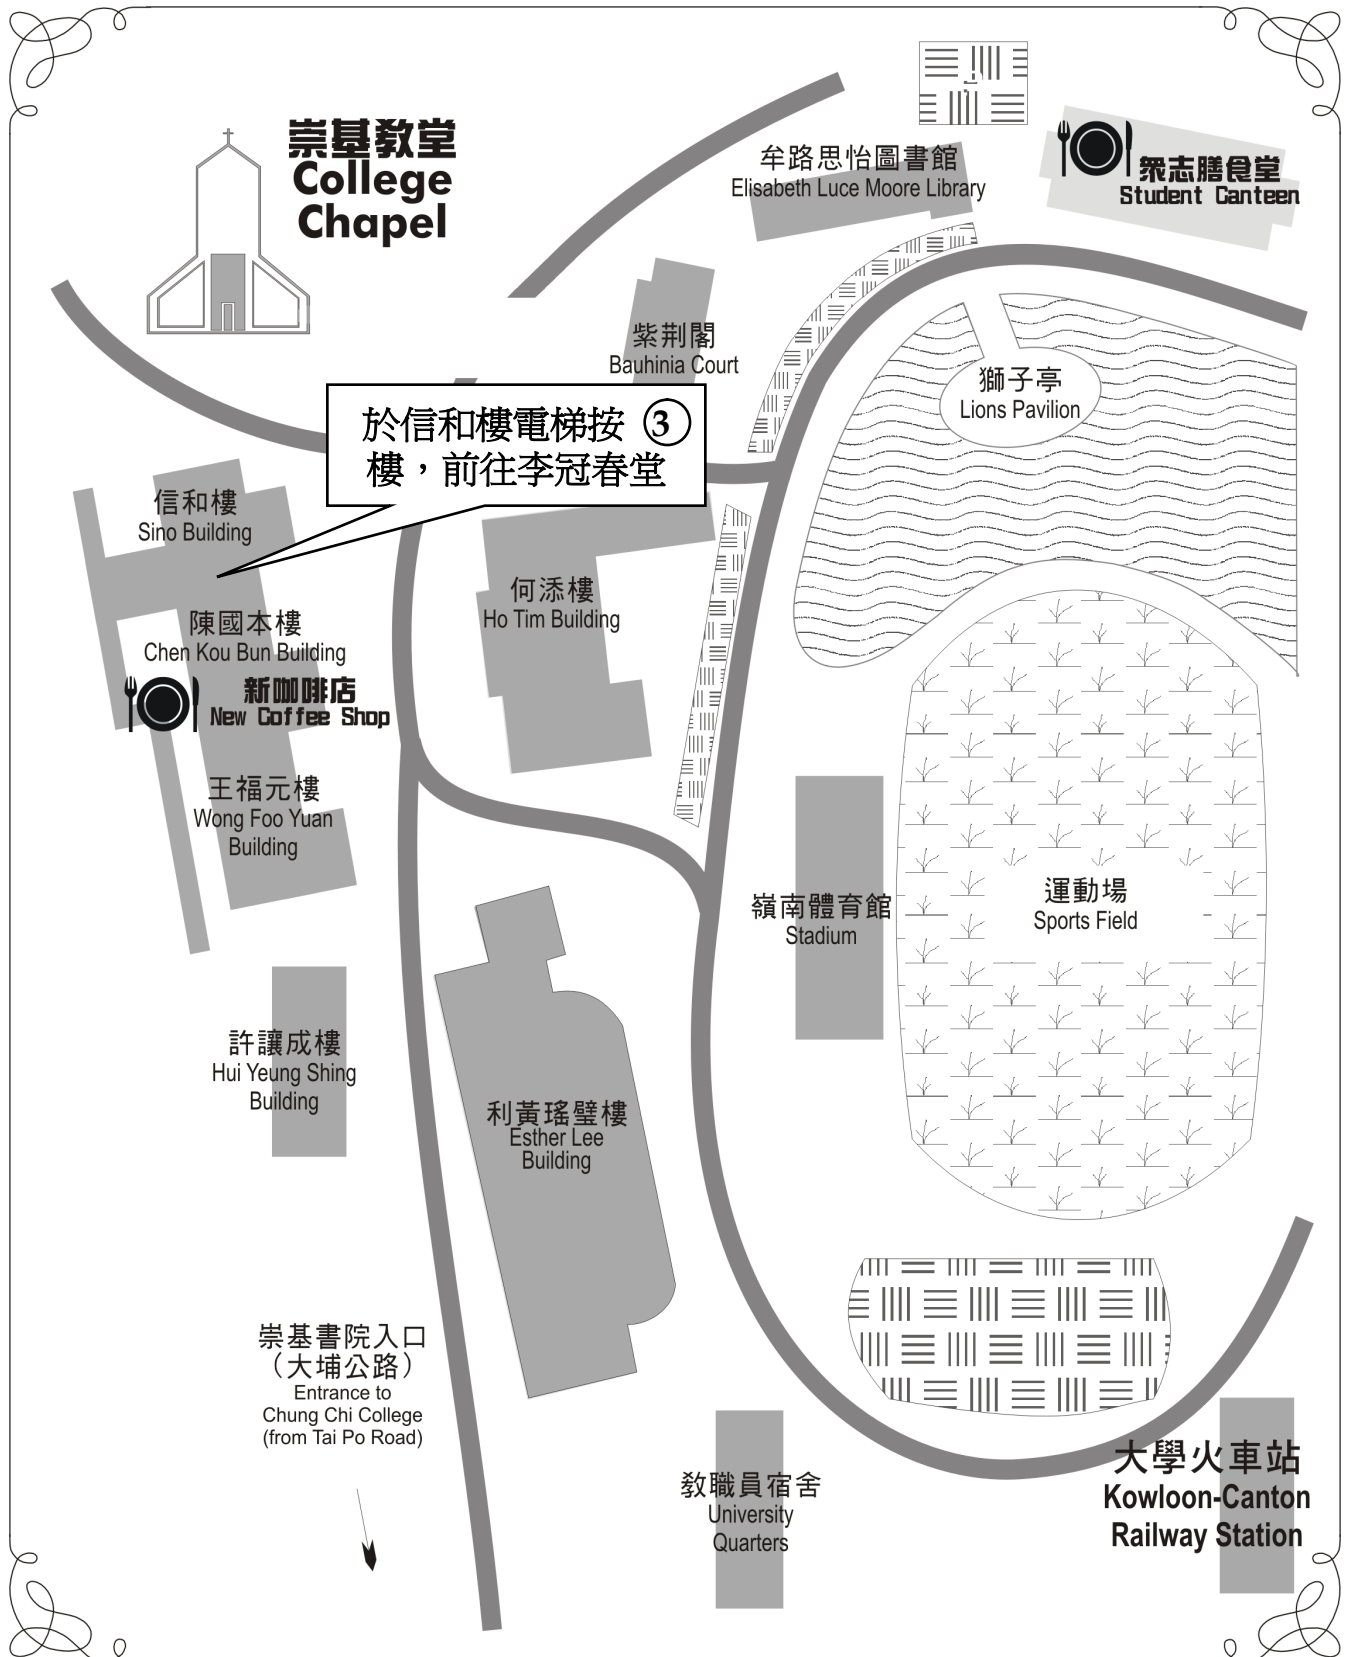 崇基教堂
College
Chapel
牟路思怡圖書館
Elisabeth Luce Moore Library
眾志膳食堂
Student Canteen
紫荆閣
Bauhinia Court
獅子亭
Lions Pavilion
於信和樓電梯按 ③
樓，前往李冠春堂
信和樓
Sino Building
何添樓
Ho Tim Building
陳國本樓
Chen Kou Bun Building
新咖啡店
New Coffee Shop
王福元樓
Wong Foo Yuan
Building
嶺南體育館
Stadium
運動場
Sports Field
許讓成樓
Hui Yeung Shing
Building
利黃瑤璧樓
Esther Lee
Building
崇基書院入口
（大埔公路）
Entrance to
Chung Chi College
(from Tai Po Road)
教職員宿舍
University
Quarters
大學火車站
Kowloon-Canton
Railway Station